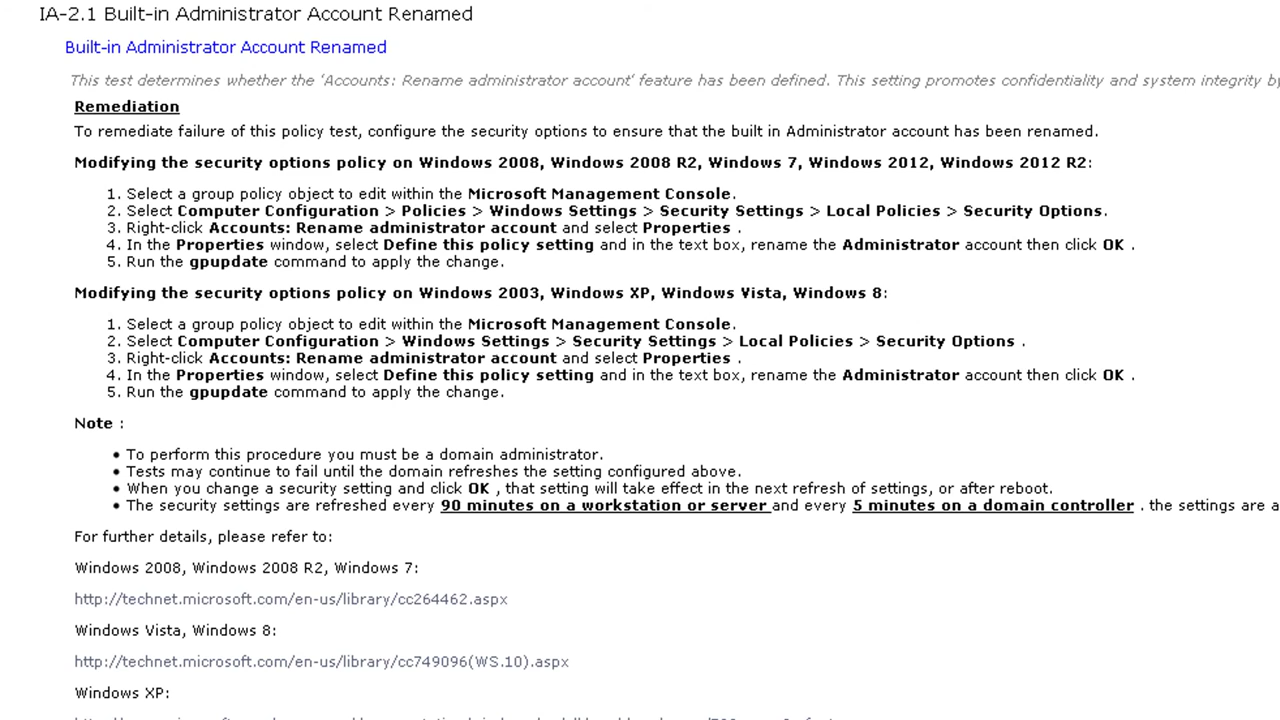 IA-2.1 Built-in Administrator Account Renamed
Built-in Administrator Account Renamed
This test determines whether the 'Accounts: Rename administrator account' feature has been defined. This setting promotes confidentiality and system integrity by
Remediation
To remediate failure of this policy test, configure the security options to ensure that the built in Administrator account has been renamed.
Modifying the security options policy on Windows 2008, Windows 2008 R2, Windows 7, Windows 2012, Windows 2012 R2:
1. Select a group policy object to edit within the Microsoft Management Console.
2. Select Computer Configuration > Policies > Windows Settings > Security Settings > Local Policies > Security Options.
3. Right-click Accounts: Rename administrator account and select Properties .
4. In the Properties window, select Define this policy setting and in the text box, rename the Administrator account then click OK .
5. Run the gpupdate command to apply the change.
Modifying the security options policy on Windows 2003, Windows XP, Windows Vista, Windows 8:
1. Select a group policy object to edit within the Microsoft Management Console.
2. Select Computer Configuration > Windows Settings > Security Settings > Local Policies > Security Options .
3. Right-click Accounts: Rename administrator account and select Properties .
4. In the Properties window, select Define this policy setting and in the text box, rename the Administrator account then click OK .
5. Run the gpupdate command to apply the change.
Note :
• To perform this procedure you must be a domain administrator.
• Tests may continue to fail until the domain refreshes the setting configured above.
• When you change a security setting and click OK , that setting will take effect in the next refresh of settings, or after reboot.
• The security settings are refreshed every 90 minutes on a workstation or server and every 5 minutes on a domain controller . the settings are a
For further details, please refer to:
Windows 2008, Windows 2008 R2, Windows 7:
http://technet.microsoft.com/en-us/library/cc264462.aspx
Windows Vista, Windows 8:
http://technet.microsoft.com/en-us/library/cc749096(WS.10).aspx
Windows XP: